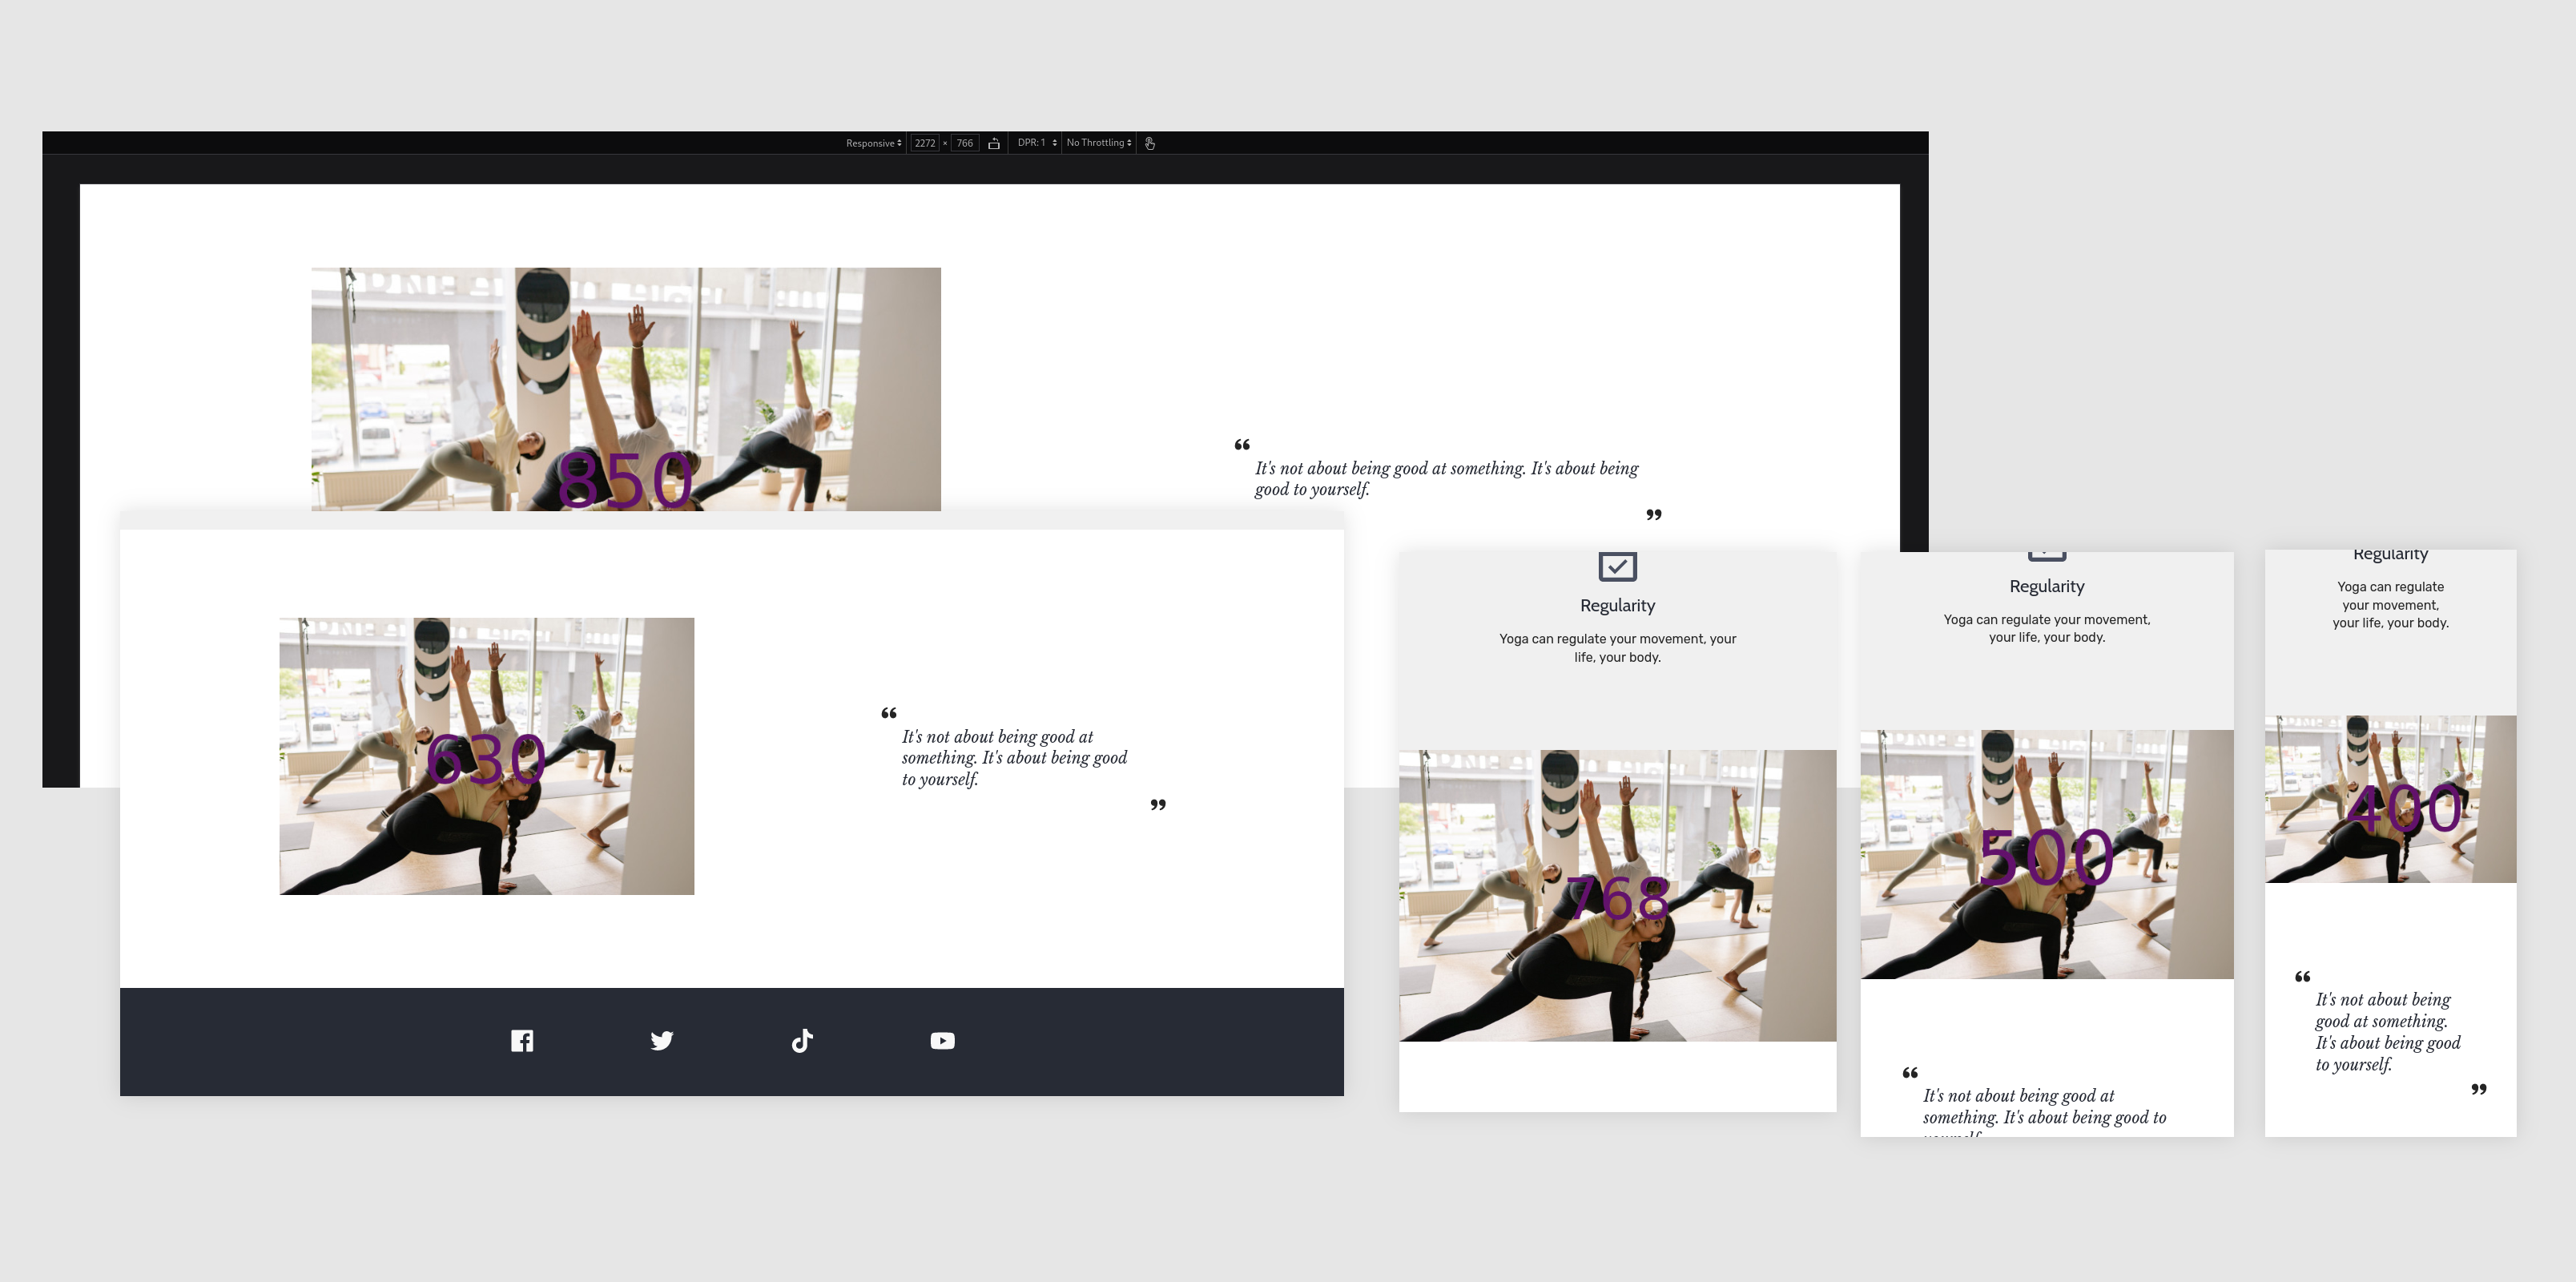 Responsive 2272 × 766 DPR: 1 No Throttling
850
“
It's not about being good at something. It's about being
good to yourself.
”
630
“
It's not about being good at
something. It's about being good
to yourself.
”
Regularity
Yoga can regulate your movement, your
life, your body.
768
Regularity
Yoga can regulate your movement,
your life, your body.
500
“
It's not about being good at
something. It's about being good to
Regularity
Yoga can regulate
your movement,
your life, your body.
400
“
It's not about being
good at something.
It's about being good
to yourself.
”